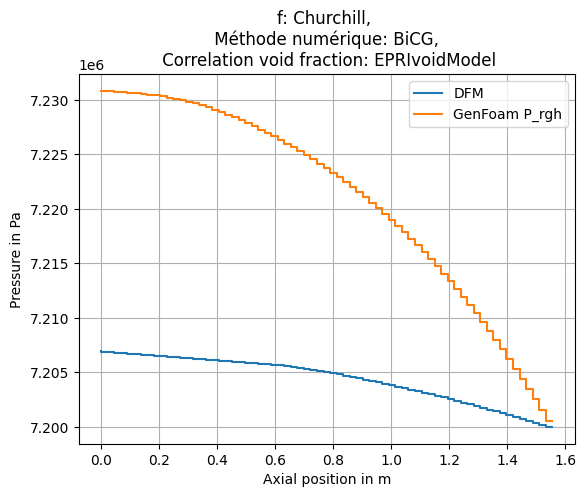 f: Churchill,
Méthode numérique: BiCG,
Correlation void fraction: EPRIvoidModel
1e6
DFM
GenFoam P_rgh
7.230
7.225
7.220
7.215
7.210
7.205
7.200
Pressure in Pa
0.0 0.2 0.4 0.6 0.8 1.0 1.2 1.4 1.6
Axial position in m